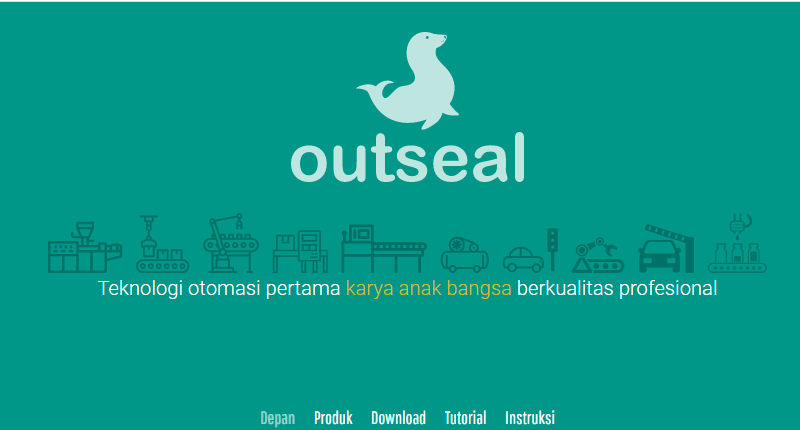 outseal
Teknologi otomasi pertama karya anak bangsa berkualitas profesional
Depan Produk Download Tutorial Instruksi